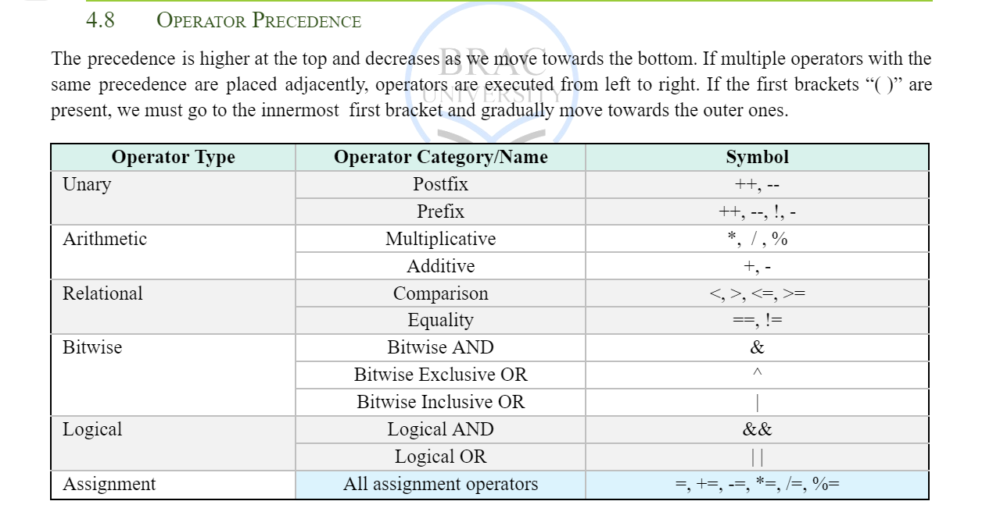 4.8 OPERATOR PRECEDENCE
BRAC
UNIVERSITY
The precedence is higher at the top and decreases as we move towards the bottom. If multiple operators with the
same precedence are placed adjacently, operators are executed from left to right. If the first brackets “( )” are
present, we must go to the innermost first bracket and gradually move towards the outer ones.
Operator Type Operator Category/Name Symbol
Unary Postfix ++, --
Prefix ++, --, !, -
Arithmetic Multiplicative *, / , %
Additive +, -
Relational Comparison <, >, <=, >=
Equality ==, !=
Bitwise Bitwise AND &
Bitwise Exclusive OR ^
Bitwise Inclusive OR |
Logical Logical AND &&
Logical OR ||
Assignment All assignment operators =, +=, -=, *=, /=, %=